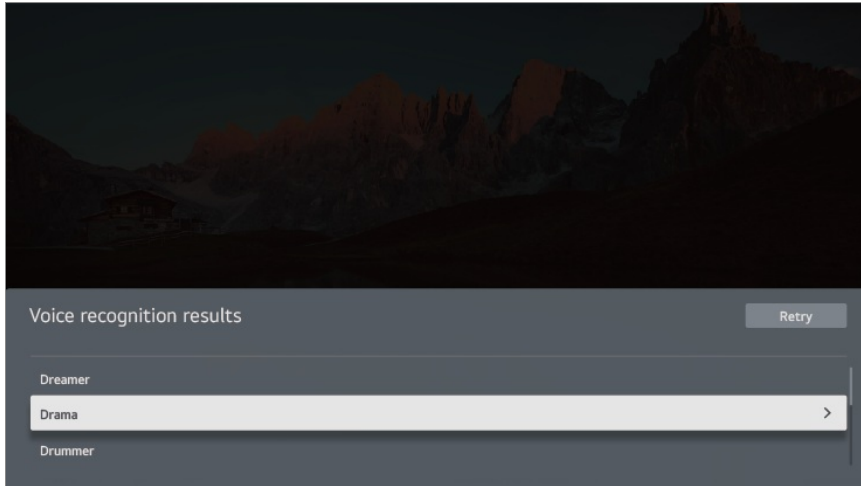 Voice recognition results
Retry
Dreamer
Drama
Drummer